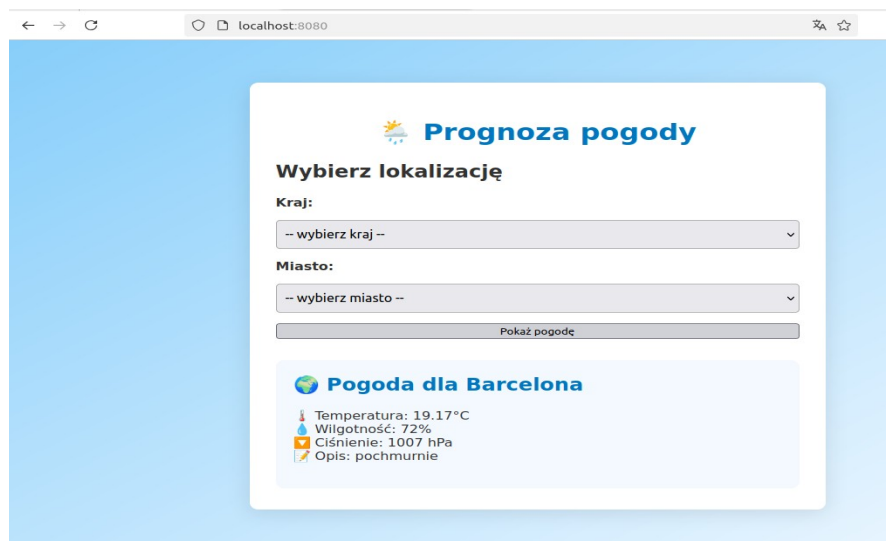 localhost:8080
Prognoza pogody
Wybierz lokalizację
Kraj:
-- wybierz kraj --
Miasto:
-- wybierz miasto --
Pokaż pogodę
Pogoda dla Barcelona
Temperatura: 19.17°C
Wilgotność: 72%
Ciśnienie: 1007 hPa
Opis: pochmurnie